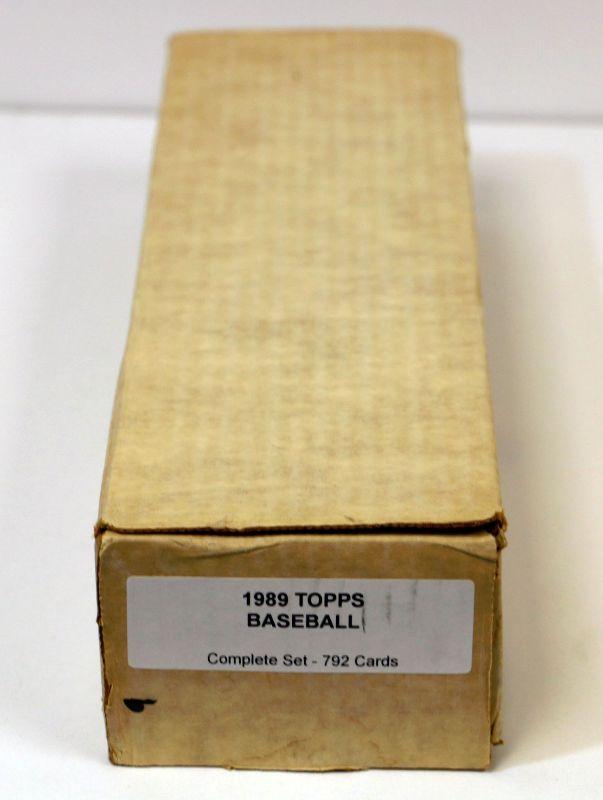 1989 TOPPS
BASEBALL
Complete Set - 792 Cards